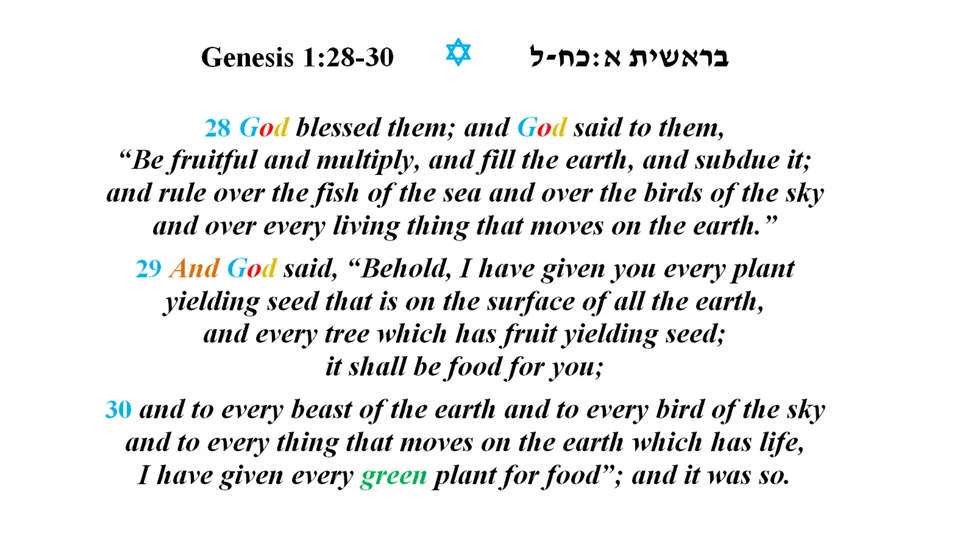 Genesis 1:28-30 ✡ בראשית א:כח-ל
28 God blessed them; and God said to them,
“Be fruitful and multiply, and fill the earth, and subdue it;
and rule over the fish of the sea and over the birds of the sky
and over every living thing that moves on the earth.”
29 And God said, “Behold, I have given you every plant
yielding seed that is on the surface of all the earth,
and every tree which has fruit yielding seed;
it shall be food for you;
30 and to every beast of the earth and to every bird of the sky
and to every thing that moves on the earth which has life,
I have given every green plant for food”; and it was so.